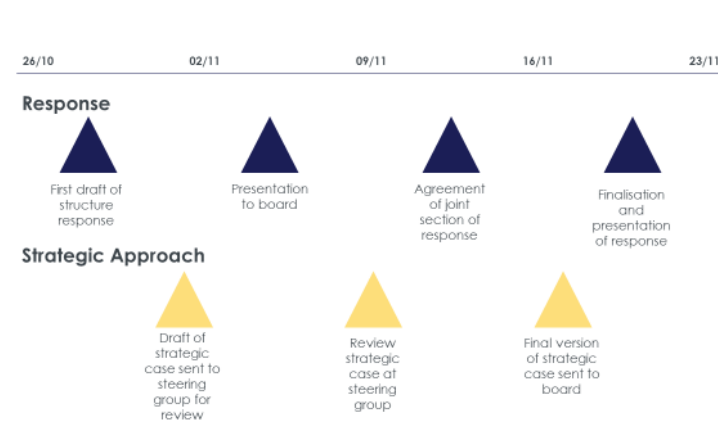 26/10 02/11 09/11 16/11 23/11
Response
First draft of
structure
response
Presentation
to board
Agreement
of joint
section of
response
Finalisation
and
presentation
of response
Strategic Approach
Draft of
strategic
case sent to
steering
group for
review
Review
strategic
case at
steering
group
Final version
of strategic
case sent to
board